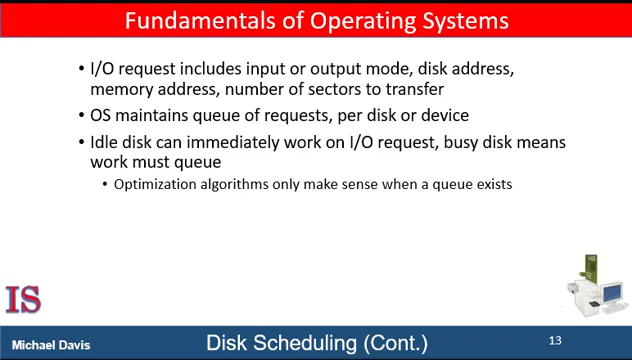 Fundamentals of Operating Systems
• I/O request includes input or output mode, disk address,
memory address, number of sectors to transfer
• OS maintains queue of requests, per disk or device
• Idle disk can immediately work on I/O request, busy disk means
work must queue
• Optimization algorithms only make sense when a queue exists
IS
Michael Davis
Disk Scheduling (Cont.)
13